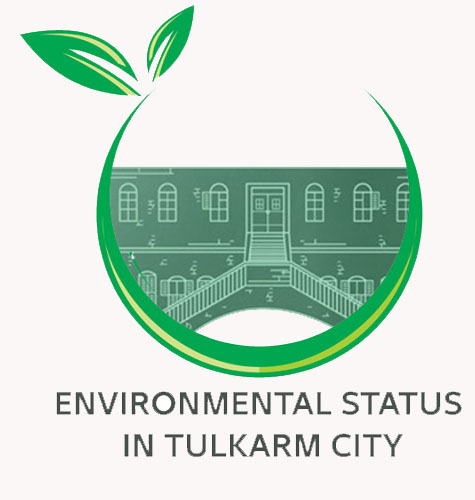 ENVIRONMENTAL STATUS
IN TULKARM CITY